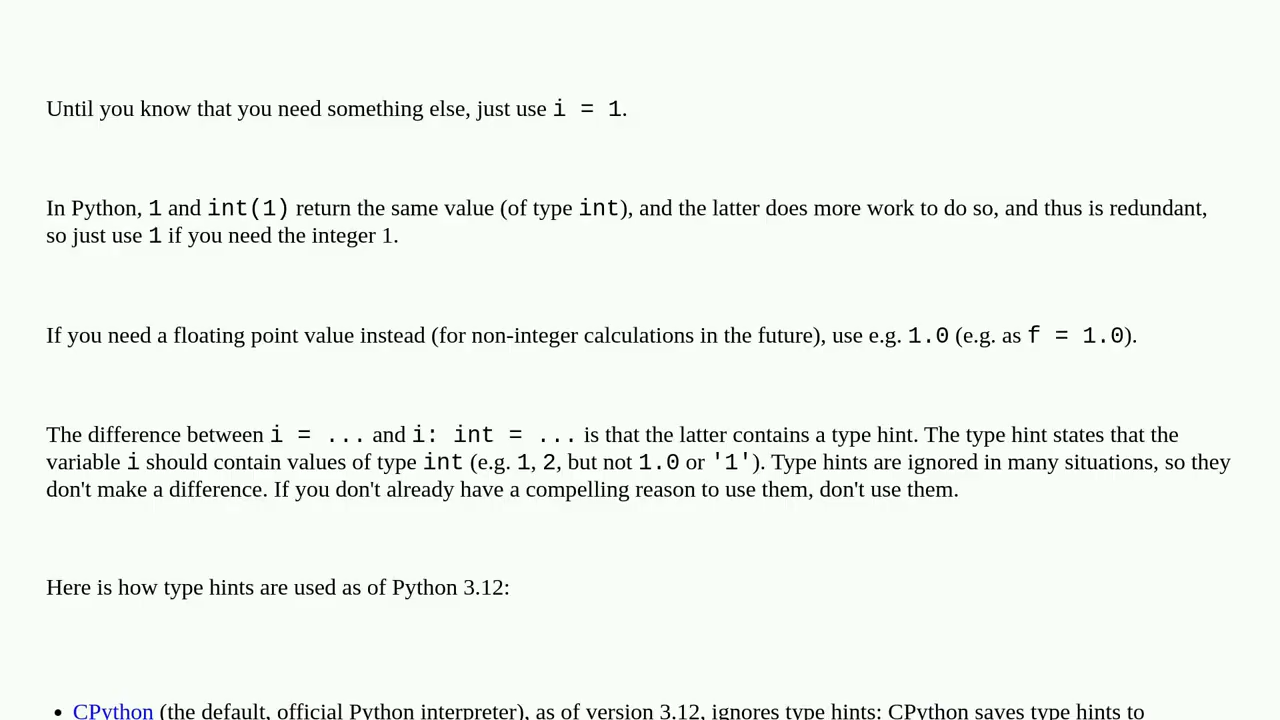 Until you know that you need something else, just use i = 1.
In Python, 1 and int(1) return the same value (of type int), and the latter does more work to do so, and thus is redundant,
so just use 1 if you need the integer 1.
If you need a floating point value instead (for non-integer calculations in the future), use e.g. 1.0 (e.g. as f = 1.0).
The difference between i = ... and i: int = ... is that the latter contains a type hint. The type hint states that the
variable i should contain values of type int (e.g. 1, 2, but not 1.0 or '1'). Type hints are ignored in many situations, so they
don't make a difference. If you don't already have a compelling reason to use them, don't use them.
Here is how type hints are used as of Python 3.12:
• CPython (the default, official Python interpreter), as of version 3.12, ignores type hints: CPython saves type hints to